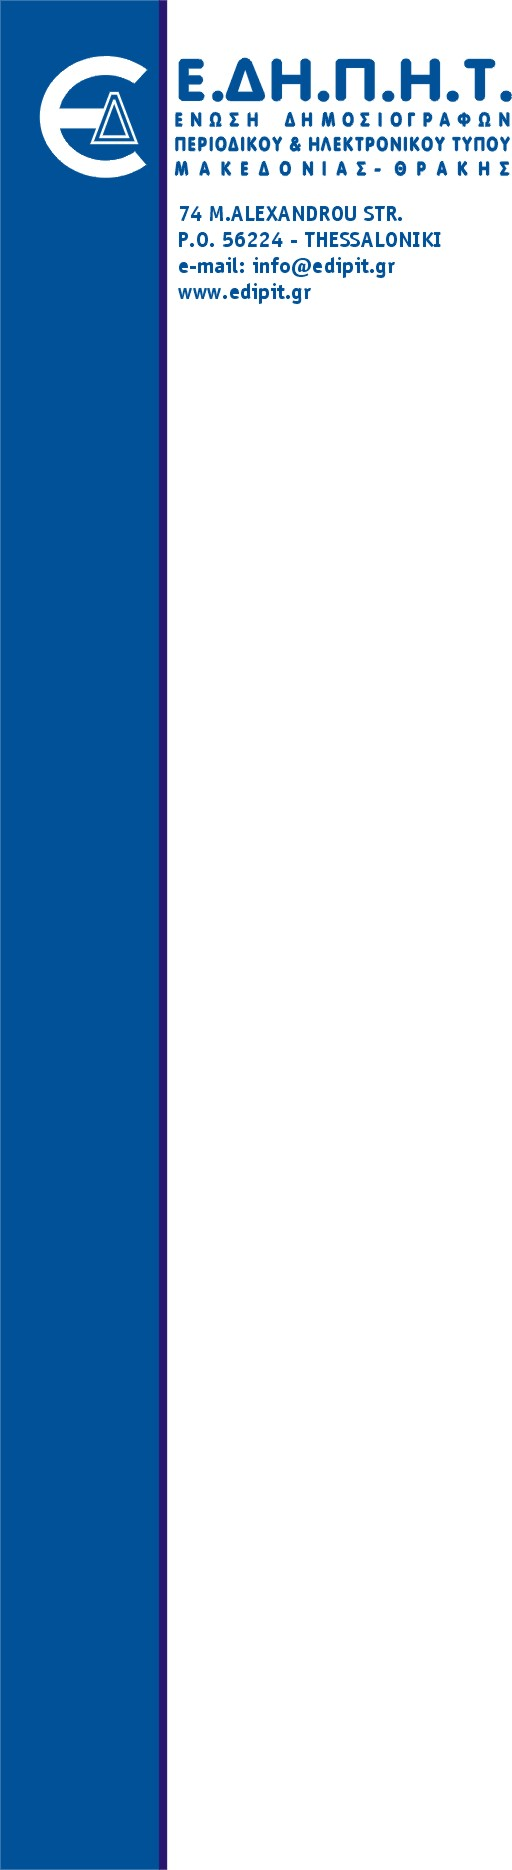 Ε.ΔΗ.Π.Η.Τ.
ΕΝΩΣΗ ΔΗΜΟΣΙΟΓΡΑΦΩΝ
ΠΕΡΙΟΔΙΚΟΥ & ΗΛΕΚΤΡΟΝΙΚΟΥ ΤΥΠΟΥ
ΜΑΚΕΔΟΝΙΑΣ- ΘΡΑΚΗΣ
74 M.ALEXANDROU STR.
P.O. 56224 - THESSALONIKI
e-mail: info@edipit.gr
www.edipit.gr